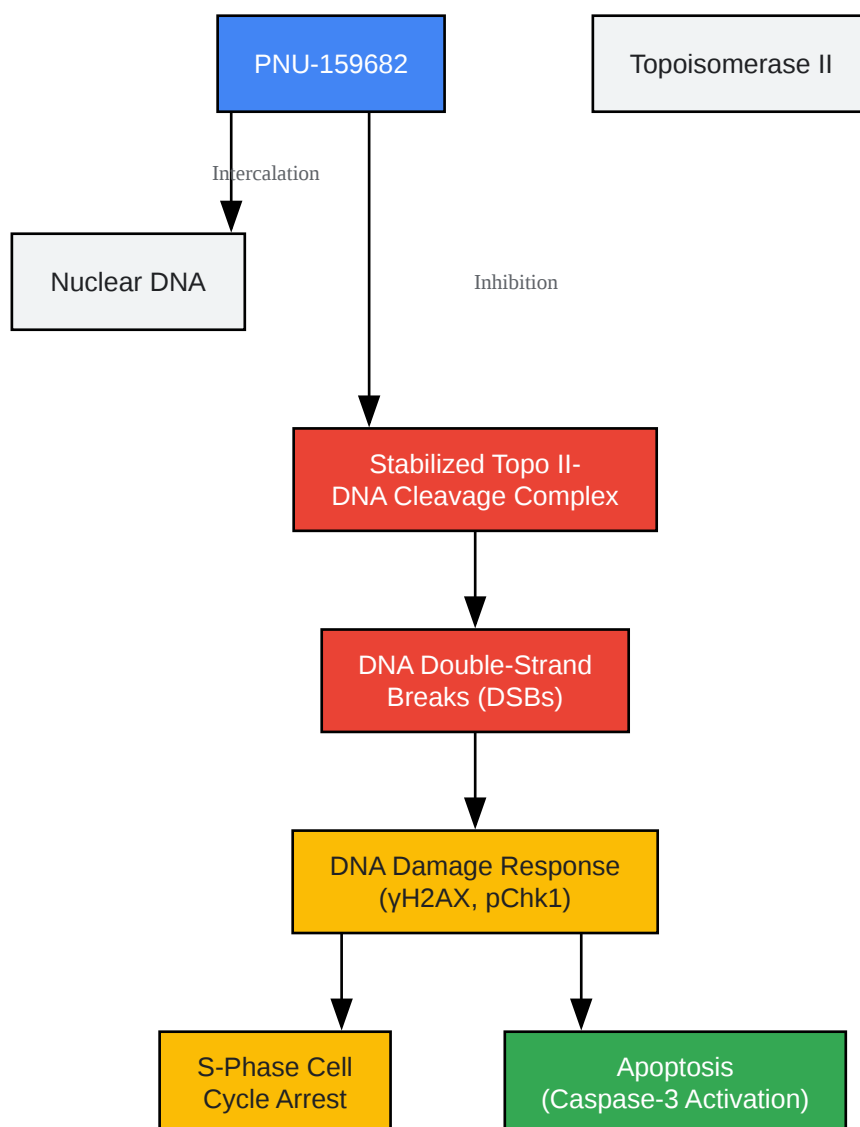 PNU-159682
Topoisomerase II
Intercalation
Nuclear DNA
Inhibition
Stabilized Topo II-
DNA Cleavage Complex
DNA Double-Strand
Breaks (DSBs)
DNA Damage Response
(γH2AX, pChk1)
S-Phase Cell
Cycle Arrest
Apoptosis
(Caspase-3 Activation)